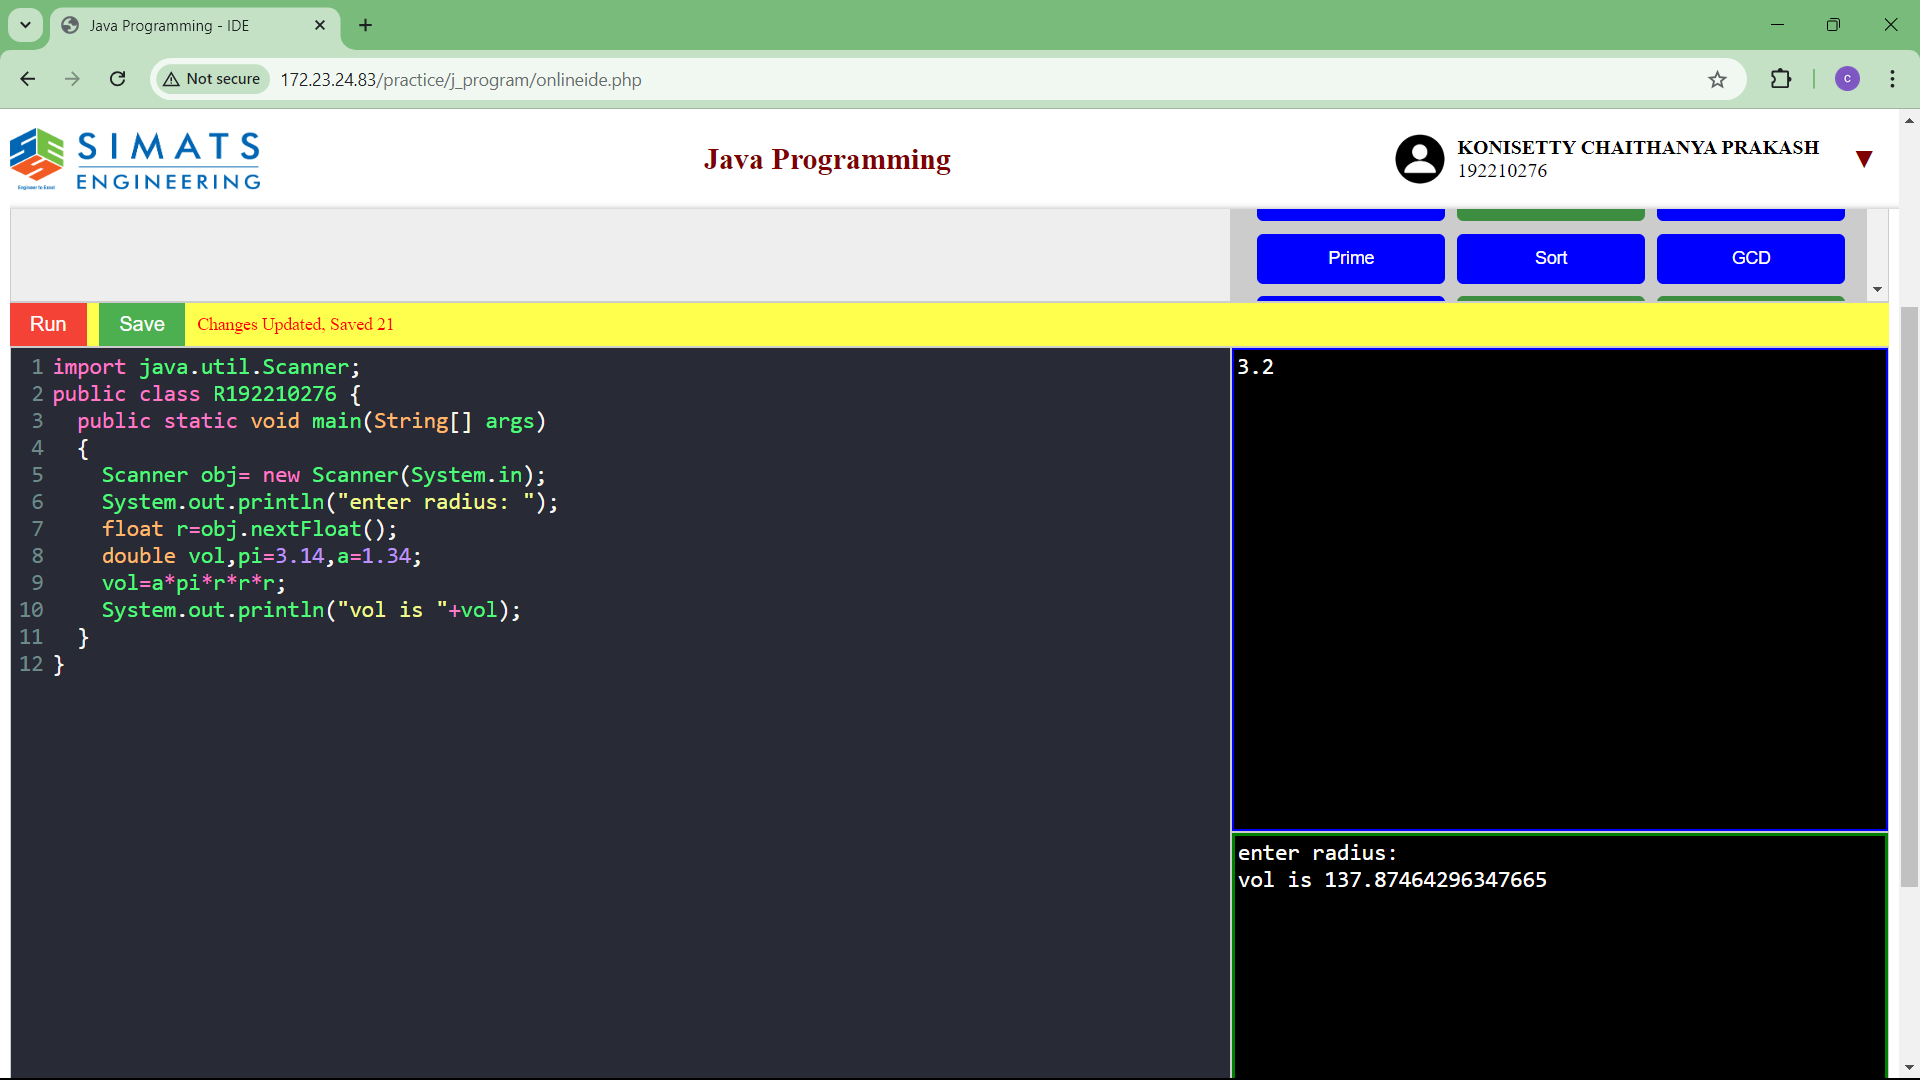 Java Programming - IDE
Not secure
172.23.24.83/practice/j_program/onlineide.php
C
SIMATS
ENGINEERING
Engineer to Excel
Java Programming
KONISETTY CHAITHANYA PRAKASH
192210276
Prime
Sort
GCD
Run
Save
Changes Updated, Saved 21
1 import java.util.Scanner;
2 public class R192210276 {
3   public static void main(String[] args)
4   {
5     Scanner obj= new Scanner(System.in);
6     System.out.println("enter radius: ");
7     float r=obj.nextFloat();
8     double vol,pi=3.14,a=1.34;
9     vol=a*pi*r*r*r;
10     System.out.println("vol is "+vol);
11   }
12 }
3.2
enter radius:
vol is 137.87464296347665